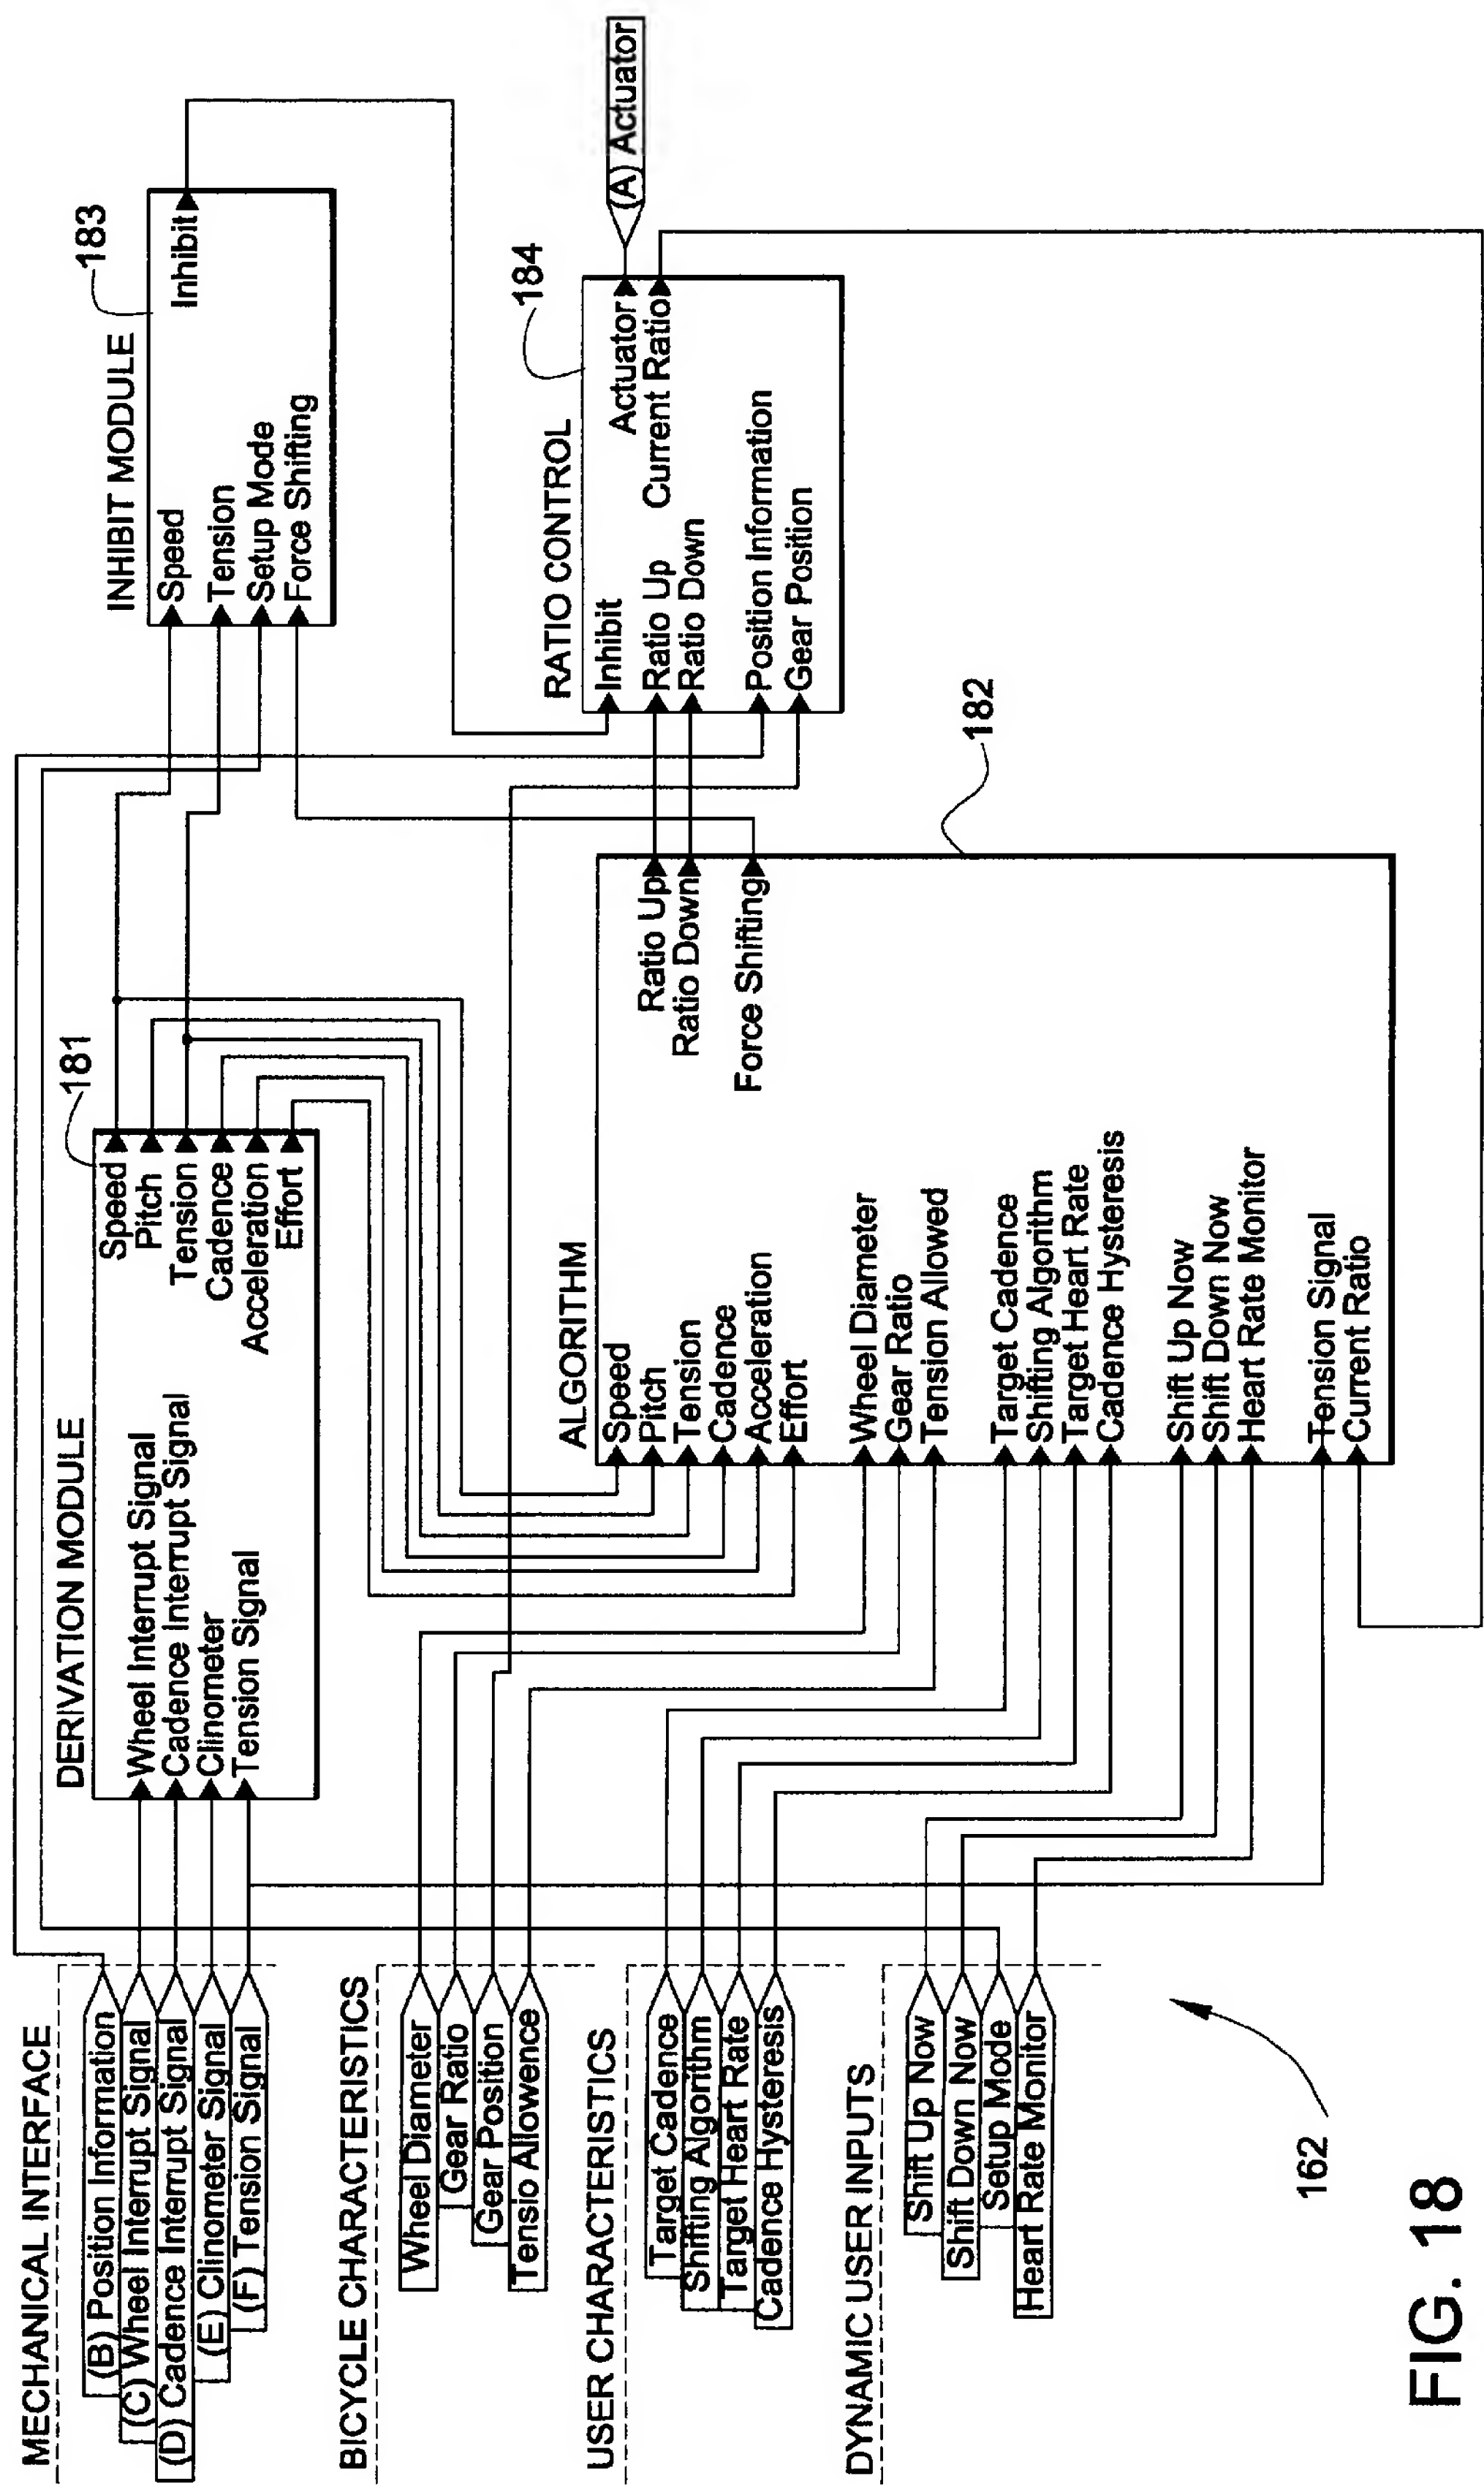 MECHANICAL INTERFACE
(B) Position Information
(C) Wheel Interrupt Signal
(D) Cadence Interrupt Signal
(E) Clinometer Signal
(F) Tension Signal
BICYCLE CHARACTERISTICS
Wheel Diameter
Gear Ratio
Gear Position
Tensio Allowence
USER CHARACTERISTICS
Target Cadence
Shifting Algorithm
Target Heart Rate
Cadence Hysteresis
DYNAMIC USER INPUTS
Shift Up Now
Shift Down Now
Setup Mode
Heart Rate Monitor
162
DERIVATION MODULE
181
Wheel Interrupt Signal
Cadence Interrupt Signal
Clinometer
Tension Signal
Speed
Pitch
Tension
Cadence
Acceleration
Effort
ALGORITHM
182
Speed
Pitch
Tension
Cadence
Acceleration
Effort
Wheel Diameter
Gear Ratio
Tension Allowed
Target Cadence
Shifting Algorithm
Target Heart Rate
Cadence Hysteresis
Shift Up Now
Shift Down Now
Heart Rate Monitor
Tension Signal
Current Ratio
Ratio Up
Ratio Down
Force Shifting
INHIBIT MODULE
183
Speed
Tension
Setup Mode
Force Shifting
Inhibit
RATIO CONTROL
184
Inhibit
Ratio Up
Ratio Down
Position Information
Gear Position
Actuator
Current Ratio
(A) Actuator
FIG. 18